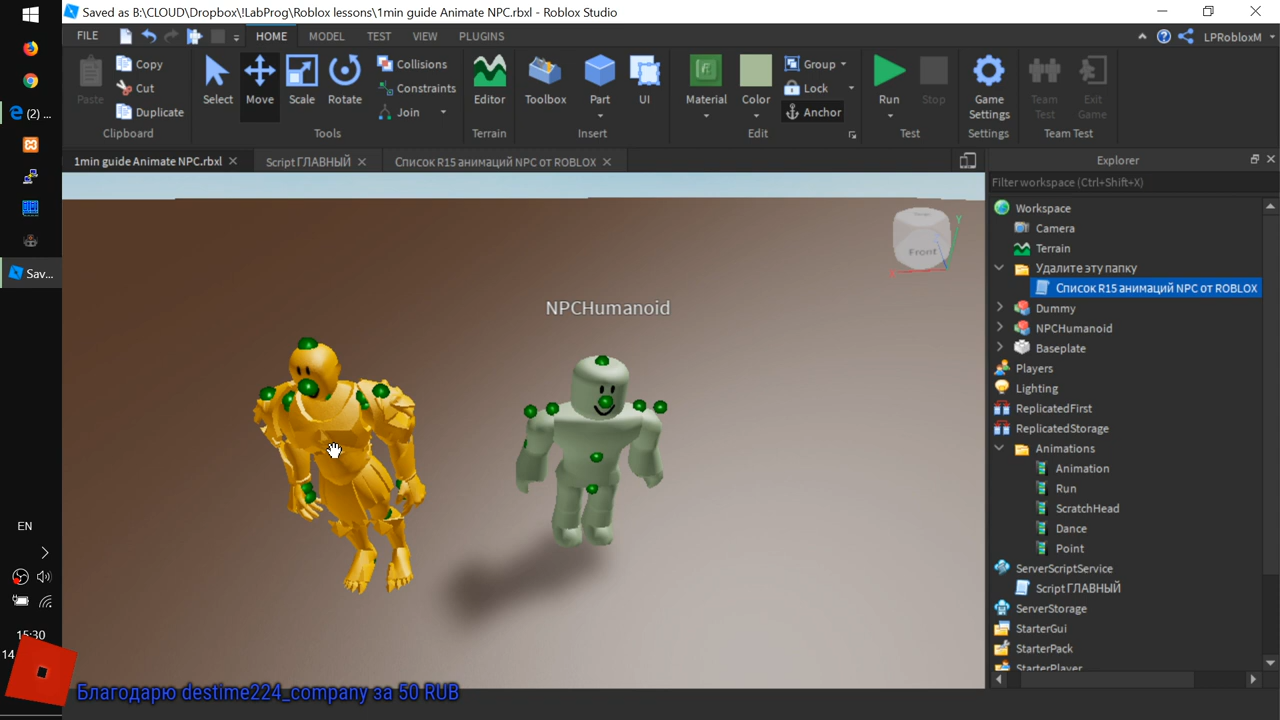 Saved as B:\CLOUD\Dropbox\!LabProg\Roblox lessons\1min guide Animate NPC.rbxl - Roblox Studio
FILE HOME MODEL TEST VIEW PLUGINS LPRobloxM
Paste
Copy
Cut
Duplicate
Clipboard
Select Move Scale Rotate
Collisions
Constraints
Join
Tools
Editor
Terrain
Toolbox Part UI
Insert
Material Color
Group
Lock
Anchor
Edit
Run Stop
Test
Game Settings
Settings
Team Test Exit Game
Team Test
1min guide Animate NPC.rbxl
Script ГЛАВНЫЙ
Список R15 анимаций NPC от ROBLOX
Front
NPCHumanoid
Explorer
Filter workspace (Ctrl+Shift+X)
Workspace
Camera
Terrain
Удалите эту папку
Список R15 анимаций NPC от ROBLOX
Dummy
NPCHumanoid
Baseplate
Players
Lighting
ReplicatedFirst
ReplicatedStorage
Animations
Animation
Run
ScratchHead
Dance
Point
ServerScriptService
Script ГЛАВНЫЙ
ServerStorage
StarterGui
StarterPack
StarterPlayer
(2) ...
Sav...
EN
15:30
14
Благодарю destime224_company за 50 RUB